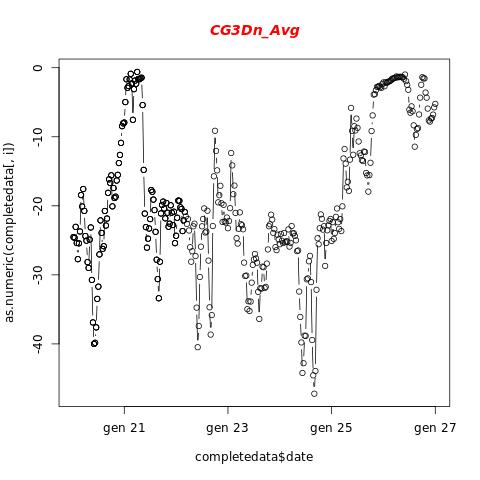 CG3Dn_Avg
as.numeric(completedata[, i])
0
-10
-20
-30
-40
gen 21
gen 23
gen 25
gen 27
completedata$date